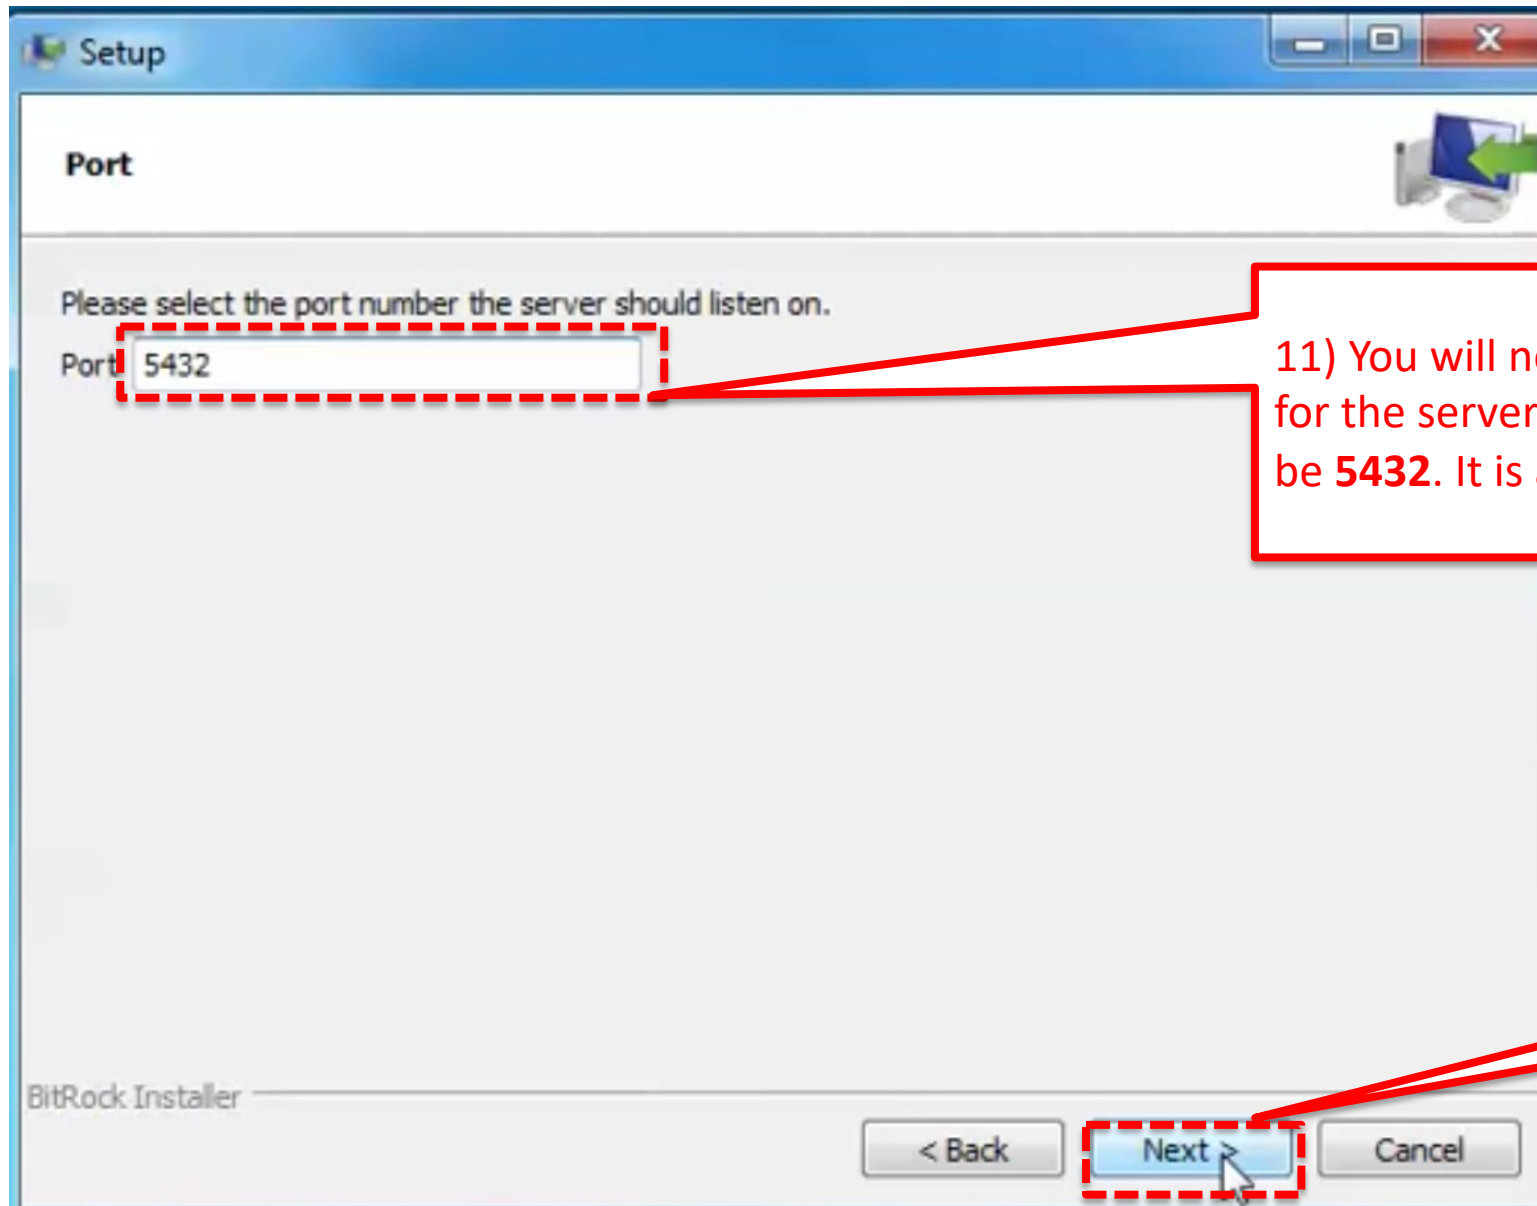 Setup
Port
Please select the port number the server should listen on.
Port 5432
11) You will
for the server
be 5432. It is
BitRock Installer
< Back
Next >
Cancel